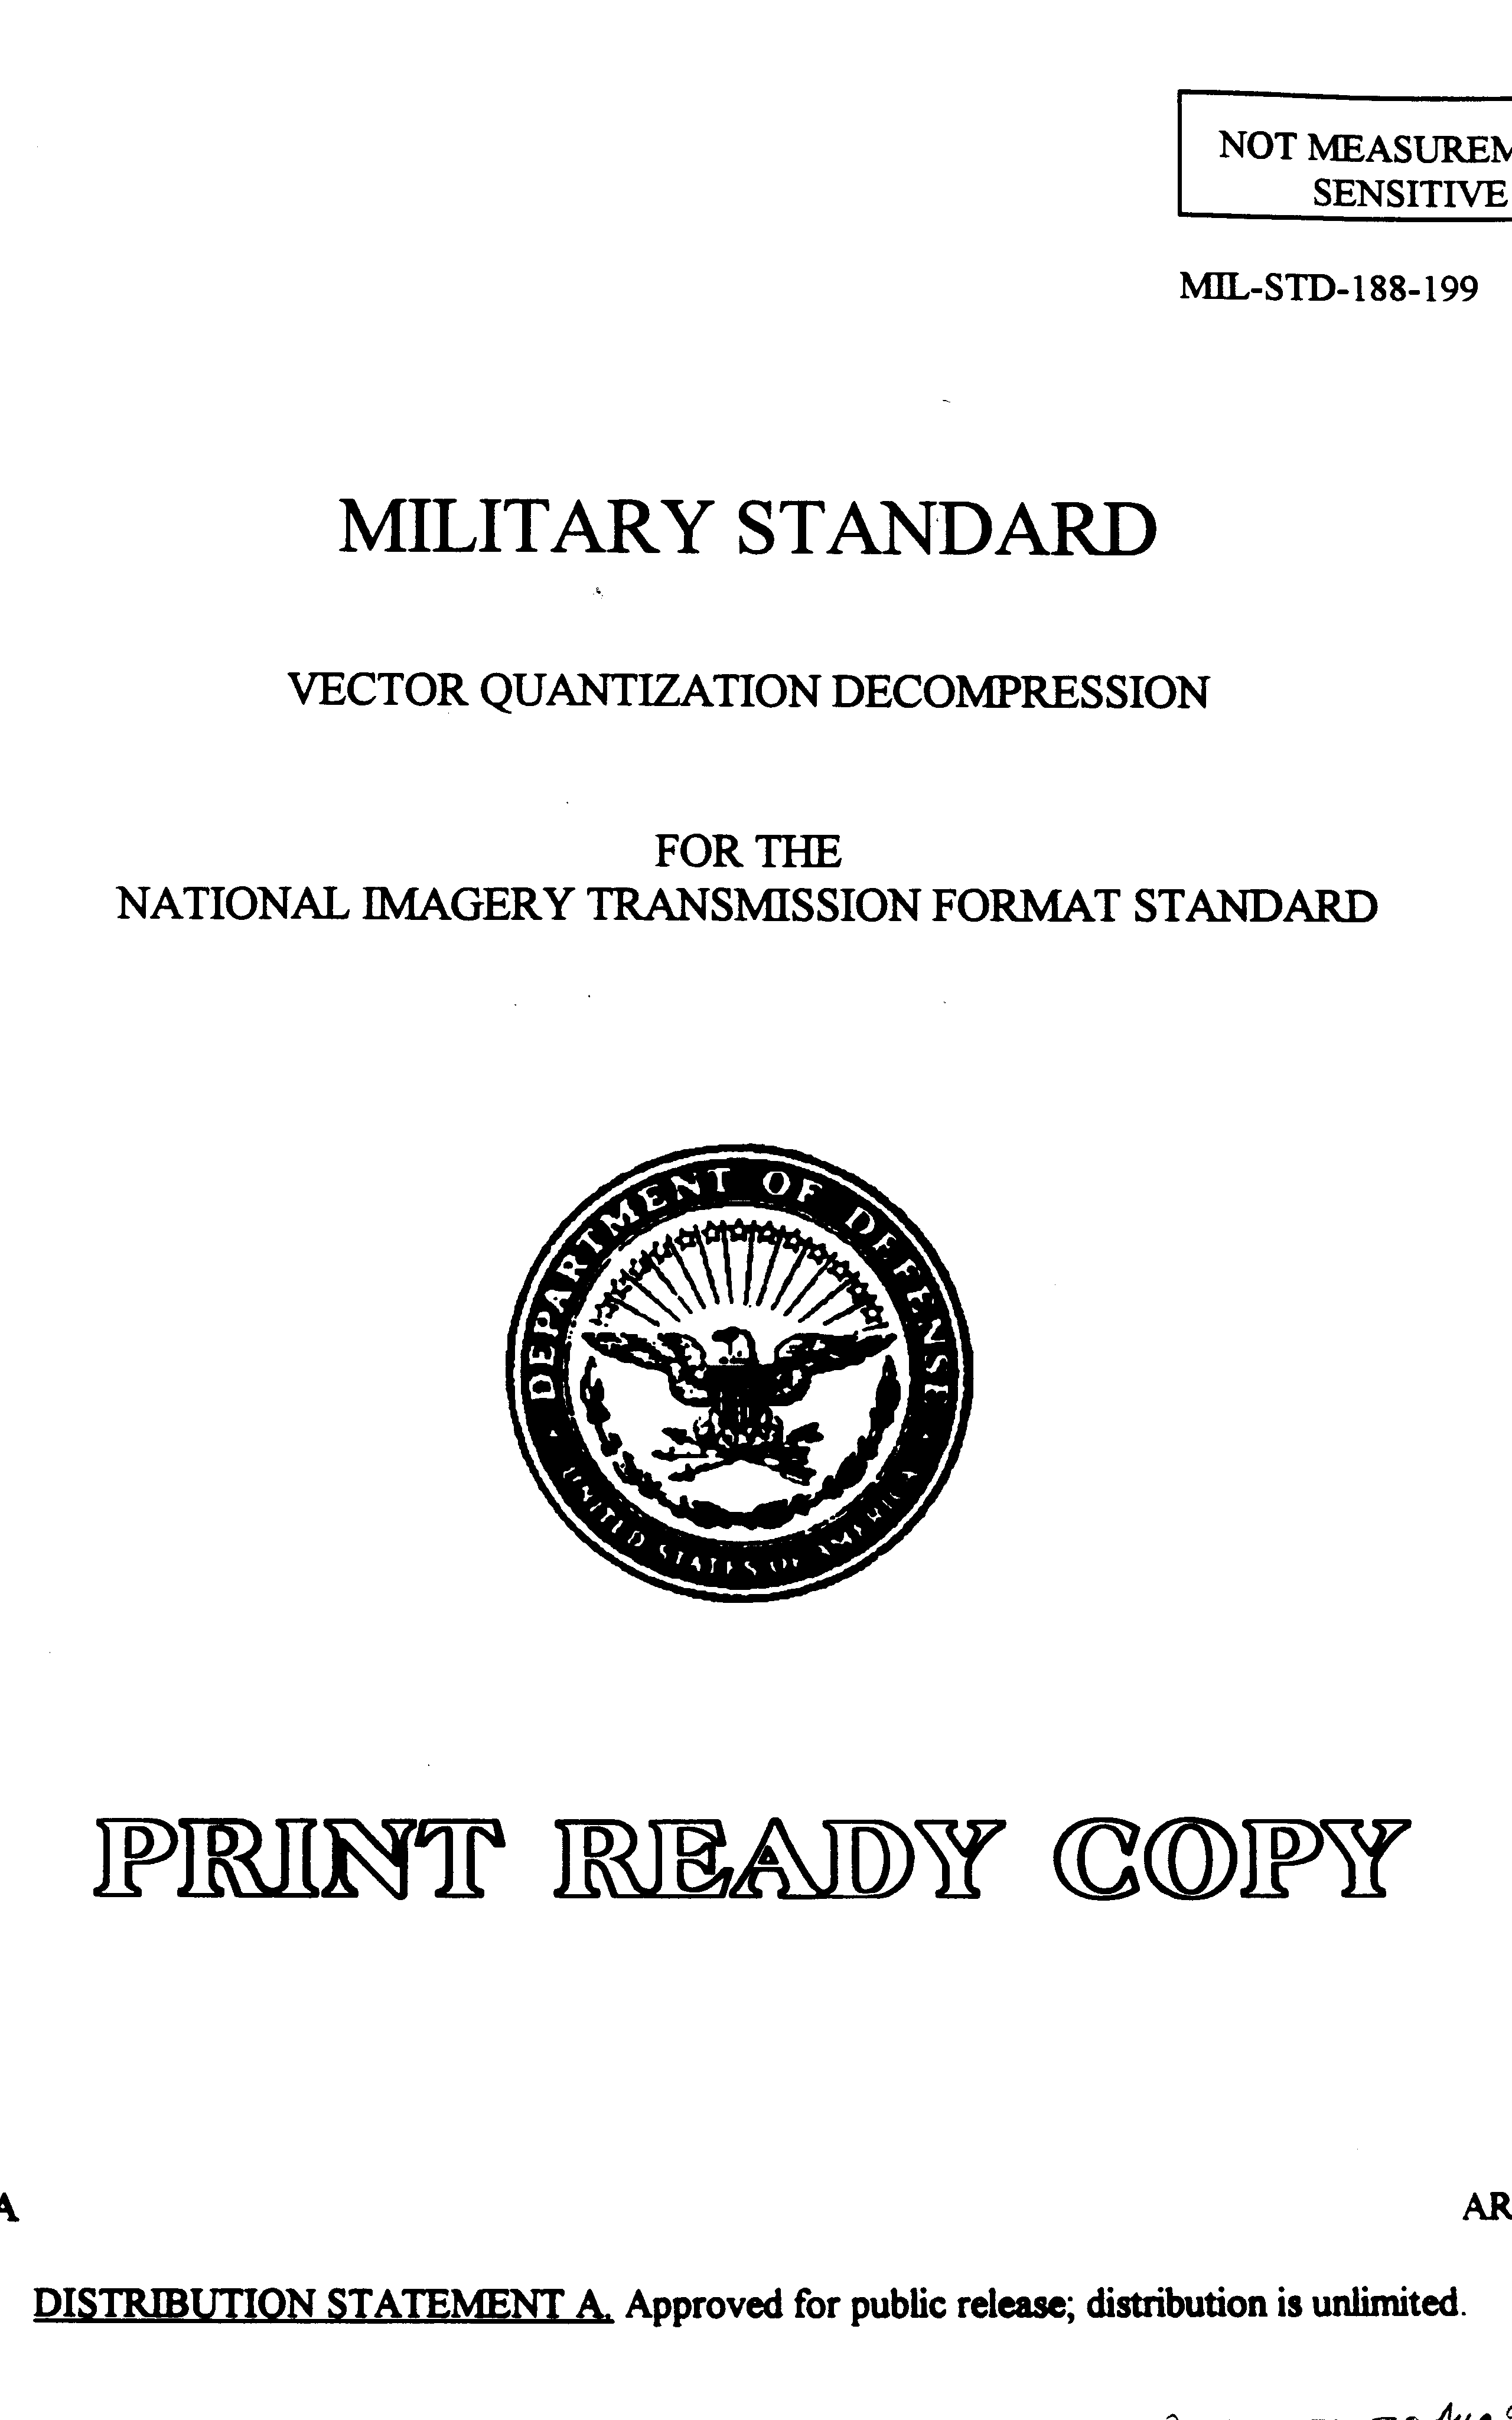 NOT MEASUREM
SENSITIVE
MIL-STD-188-199
MILITARY STANDARD
VECTOR QUANTIZATION DECOMPRESSION
FOR THE
NATIONAL IMAGERY TRANSMISSION FORMAT STANDARD
DEPARTMENT OF DEFENSE
UNITED STATES OF AMERICA
PRINT READY COPY
A
AR
DISTRIBUTION STATEMENT A. Approved for public release; distribution is unlimited.